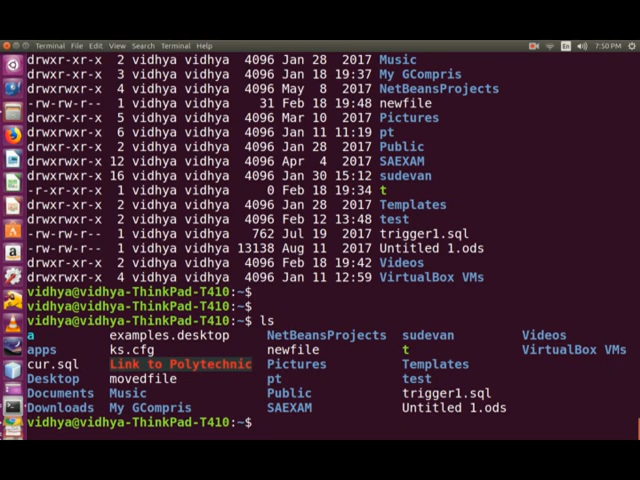 Terminal File Edit View Search Terminal Help En 7:50 PM
drwxr-xr-x 2 vidhya vidhya 4096 Jan 28 2017 Music
drwxr-xr-x 3 vidhya vidhya 4096 Jan 18 19:37 My GCompris
drwxrwxr-x 4 vidhya vidhya 4096 May 8 2017 NetBeansProjects
-rw-rw-r-- 1 vidhya vidhya 31 Feb 18 19:48 newfile
drwxr-xr-x 5 vidhya vidhya 4096 Mar 10 2017 Pictures
drwxr-xr-x 6 vidhya vidhya 4096 Jan 11 11:19 pt
drwxr-xr-x 2 vidhya vidhya 4096 Jan 28 2017 Public
drwxrwxr-x 12 vidhya vidhya 4096 Apr 4 2017 SAEXAM
drwxrwxr-x 16 vidhya vidhya 4096 Jan 30 15:12 sudevan
-r-xr-xr-x 1 vidhya vidhya 0 Feb 18 19:34 t
drwxr-xr-x 2 vidhya vidhya 4096 Jan 28 2017 Templates
drwxrwxr-x 2 vidhya vidhya 4096 Feb 12 13:48 test
-rw-rw-r-- 1 vidhya vidhya 762 Jul 19 2017 trigger1.sql
-rw-rw-r-- 1 vidhya vidhya 13138 Aug 11 2017 Untitled 1.ods
drwxr-xr-x 2 vidhya vidhya 4096 Feb 18 19:42 Videos
drwxrwxr-x 4 vidhya vidhya 4096 Jan 11 12:59 VirtualBox VMs
vidhya@vidhya-ThinkPad-T410:~$
vidhya@vidhya-ThinkPad-T410:~$
vidhya@vidhya-ThinkPad-T410:~$ ls
a examples.desktop NetBeansProjects sudevan Videos
apps ks.cfg newfile t VirtualBox VMs
cur.sql Link to Polytechnic Pictures Templates
Desktop movedfile pt test
Documents Music Public trigger1.sql
Downloads My GCompris SAEXAM Untitled 1.ods
vidhya@vidhya-ThinkPad-T410:~$